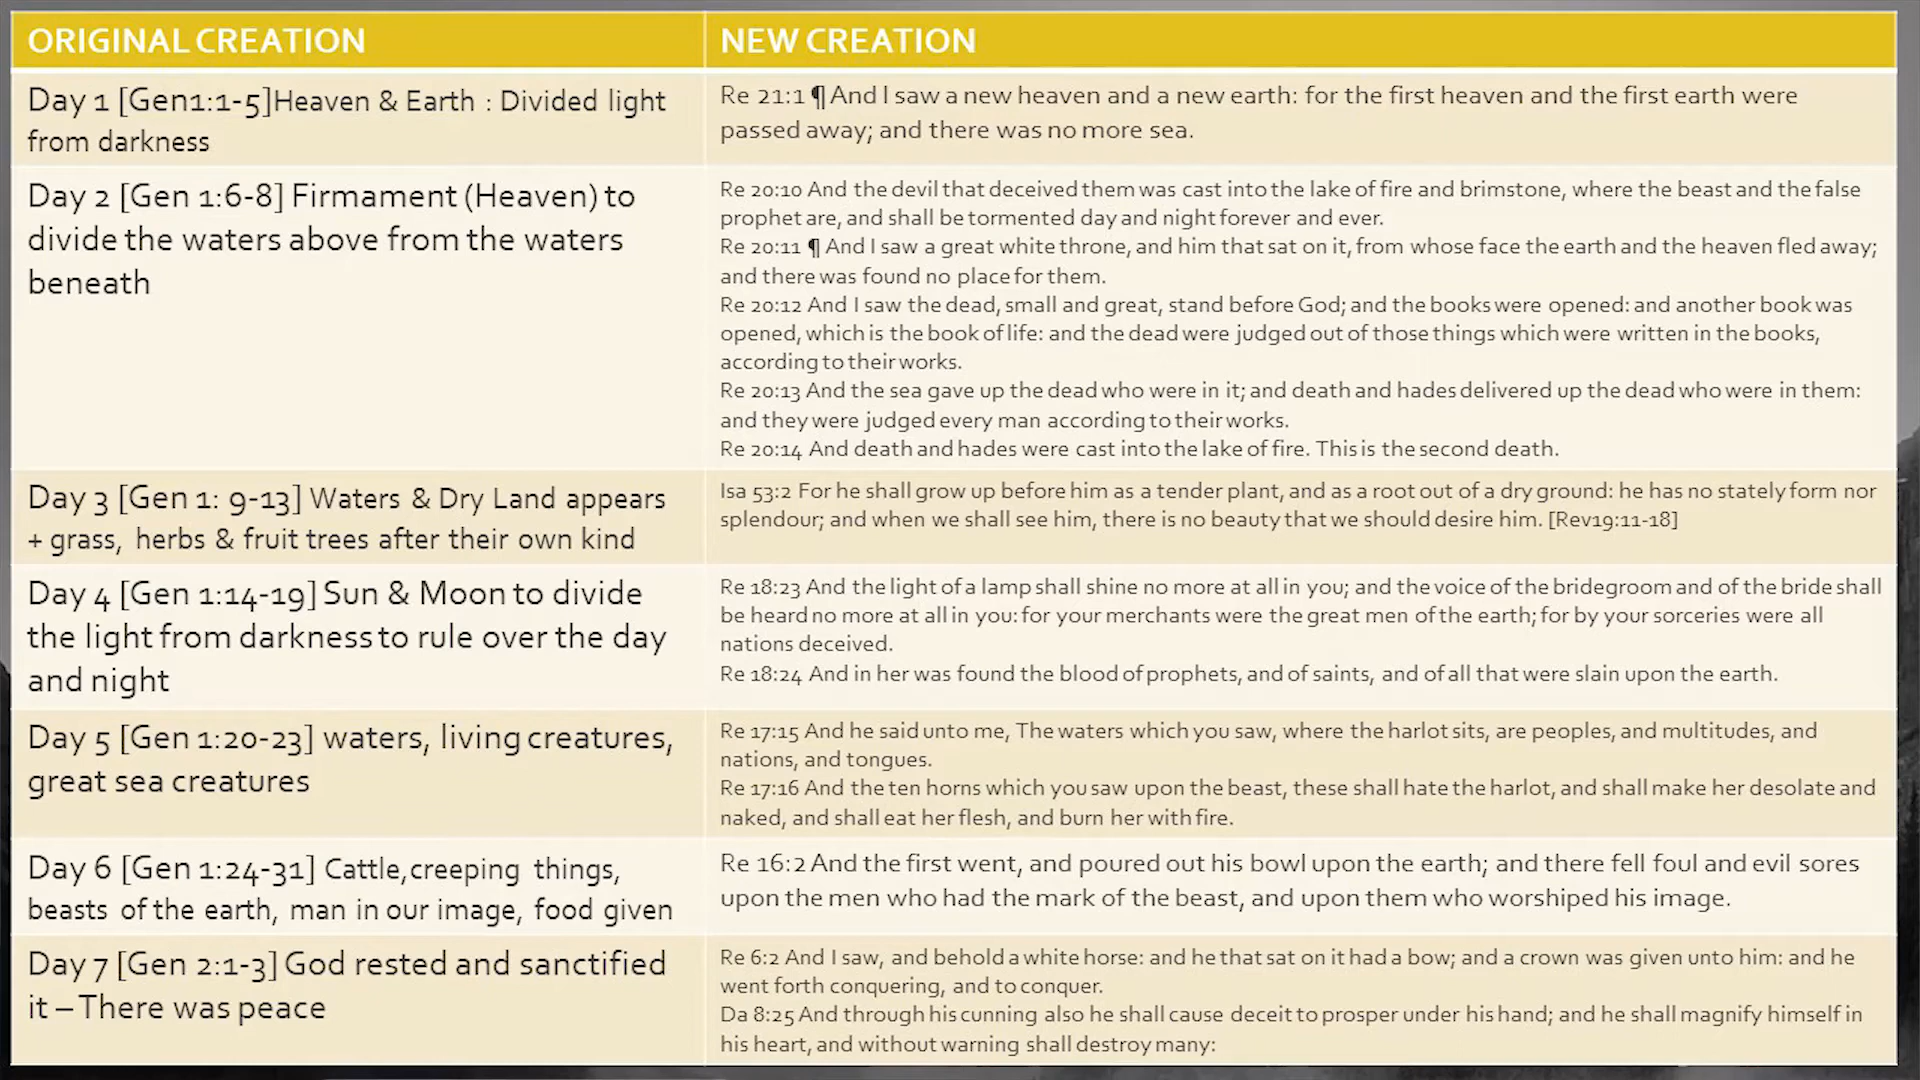 ORIGINAL CREATION
NEW CREATION
Day 1 [Gen1:1-5]Heaven & Earth : Divided light
from darkness
Re 21:1 ¶ And I saw a new heaven and a new earth: for the first heaven and the first earth were
passed away; and there was no more sea.
Day 2 [Gen 1:6-8] Firmament (Heaven) to
divide the waters above from the waters
beneath
Re 20:10 And the devil that deceived them was cast into the lake of fire and brimstone, where the beast and the false
prophet are, and shall be tormented day and night forever and ever.
Re 20:11 ¶ And I saw a great white throne, and him that sat on it, from whose face the earth and the heaven fled away;
and there was found no place for them.
Re 20:12 And I saw the dead, small and great, stand before God; and the books were opened: and another book was
opened, which is the book of life: and the dead were judged out of those things which were written in the books,
according to their works.
Re 20:13 And the sea gave up the dead who were in it; and death and hades delivered up the dead who were in them:
and they were judged every man according to their works.
Re 20:14 And death and hades were cast into the lake of fire. This is the second death.
Day 3 [Gen 1: 9-13] Waters & Dry Land appears
+ grass, herbs & fruit trees after their own kind
Isa 53:2 For he shall grow up before him as a tender plant, and as a root out of a dry ground: he has no stately form nor
splendour; and when we shall see him, there is no beauty that we should desire him. [Rev19:11-18]
Day 4 [Gen 1:14-19] Sun & Moon to divide
the light from darkness to rule over the day
and night
Re 18:23 And the light of a lamp shall shine no more at all in you; and the voice of the bridegroom and of the bride shall
be heard no more at all in you: for your merchants were the great men of the earth; for by your sorceries were all
nations deceived.
Re 18:24 And in her was found the blood of prophets, and of saints, and of all that were slain upon the earth.
Day 5 [Gen 1:20-23] waters, living creatures,
great sea creatures
Re 17:15 And he said unto me, The waters which you saw, where the harlot sits, are peoples, and multitudes, and
nations, and tongues.
Re 17:16 And the ten horns which you saw upon the beast, these shall hate the harlot, and shall make her desolate and
naked, and shall eat her flesh, and burn her with fire.
Day 6 [Gen 1:24-31] Cattle,creeping things,
beasts of the earth, man in our image, food given
Re 16:2 And the first went, and poured out his bowl upon the earth; and there fell foul and evil sores
upon the men who had the mark of the beast, and upon them who worshiped his image.
Day 7 [Gen 2:1-3] God rested and sanctified
it – There was peace
Re 6:2 And I saw, and behold a white horse: and he that sat on it had a bow; and a crown was given unto him: and he
went forth conquering, and to conquer.
Da 8:25 And through his cunning also he shall cause deceit to prosper under his hand; and he shall magnify himself in
his heart, and without warning shall destroy many: